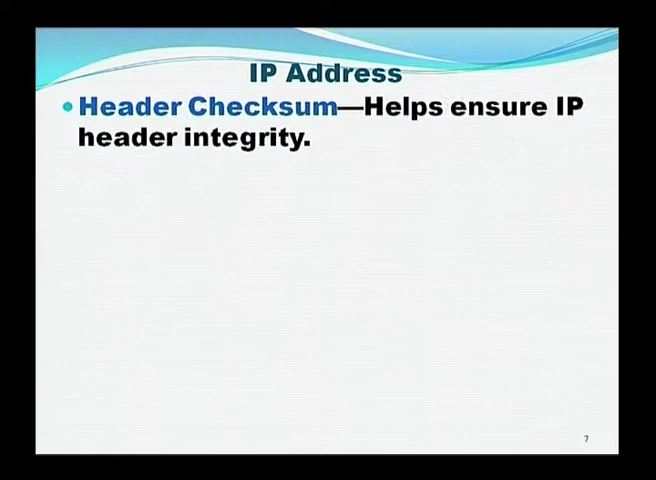 IP Address
• Header Checksum—Helps ensure IP
header integrity.
7